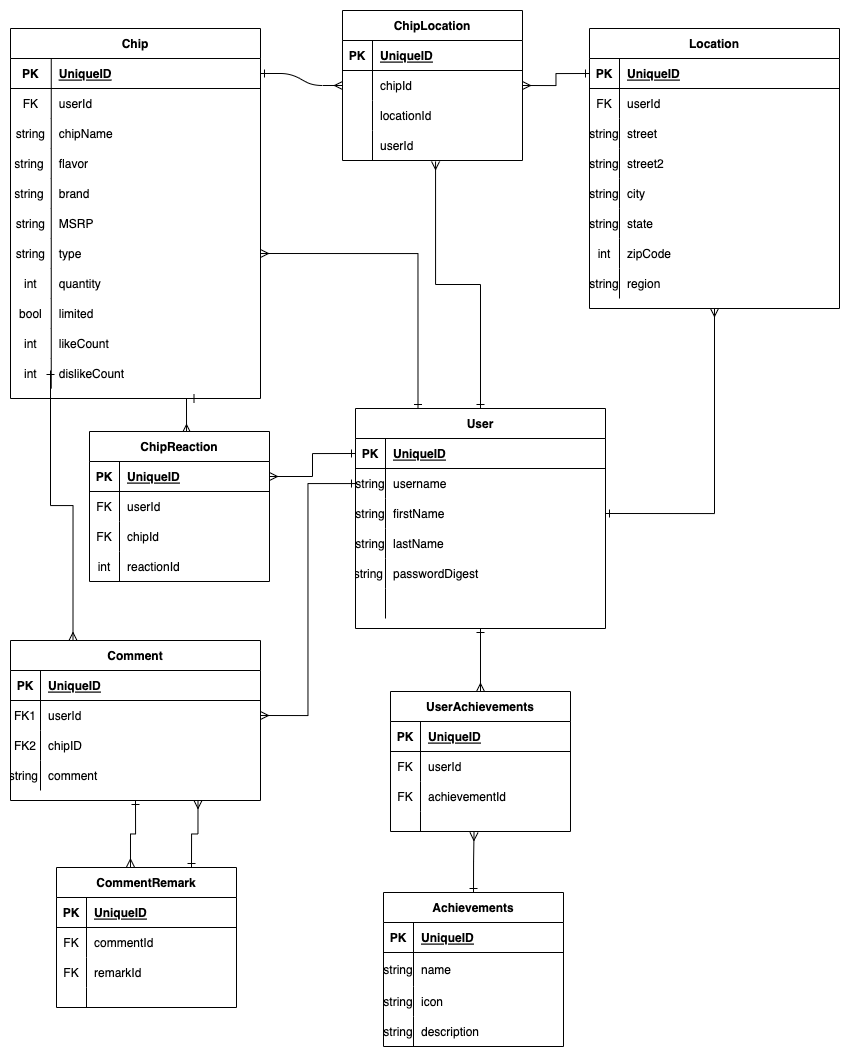 Chip
PK UniqueID
FK userId
string chipName
string flavor
string brand
string MSRP
string type
int quantity
bool limited
int likeCount
int dislikeCount
ChipLocation
PK UniqueID
chipId
locationId
userId
Location
PK UniqueID
FK userId
string street
string street2
string city
string state
int zipCode
string region
ChipReaction
PK UniqueID
FK userId
FK chipId
int reactionId
User
PK UniqueID
string username
string firstName
string lastName
string passwordDigest
Comment
PK UniqueID
FK1 userId
FK2 chipID
string comment
UserAchievements
PK UniqueID
FK userId
FK achievementId
CommentRemark
PK UniqueID
FK commentId
FK remarkId
Achievements
PK UniqueID
string name
string icon
string description